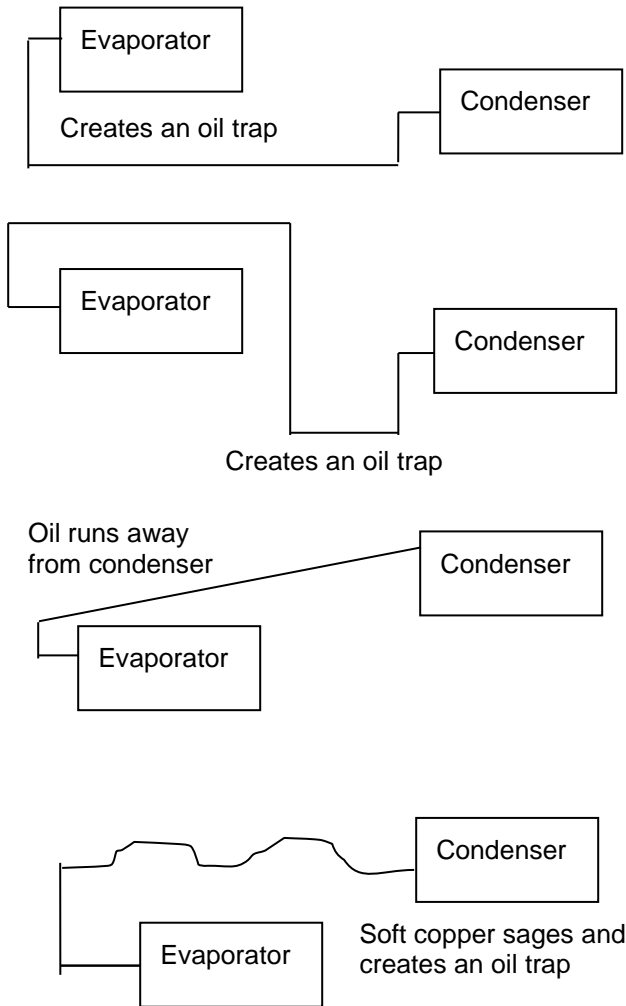 Evaporator
Condenser
Creates an oil trap
Evaporator
Condenser
Creates an oil trap
Oil runs away
from condenser
Condenser
Evaporator
Condenser
Evaporator
Soft copper sages and
creates an oil trap